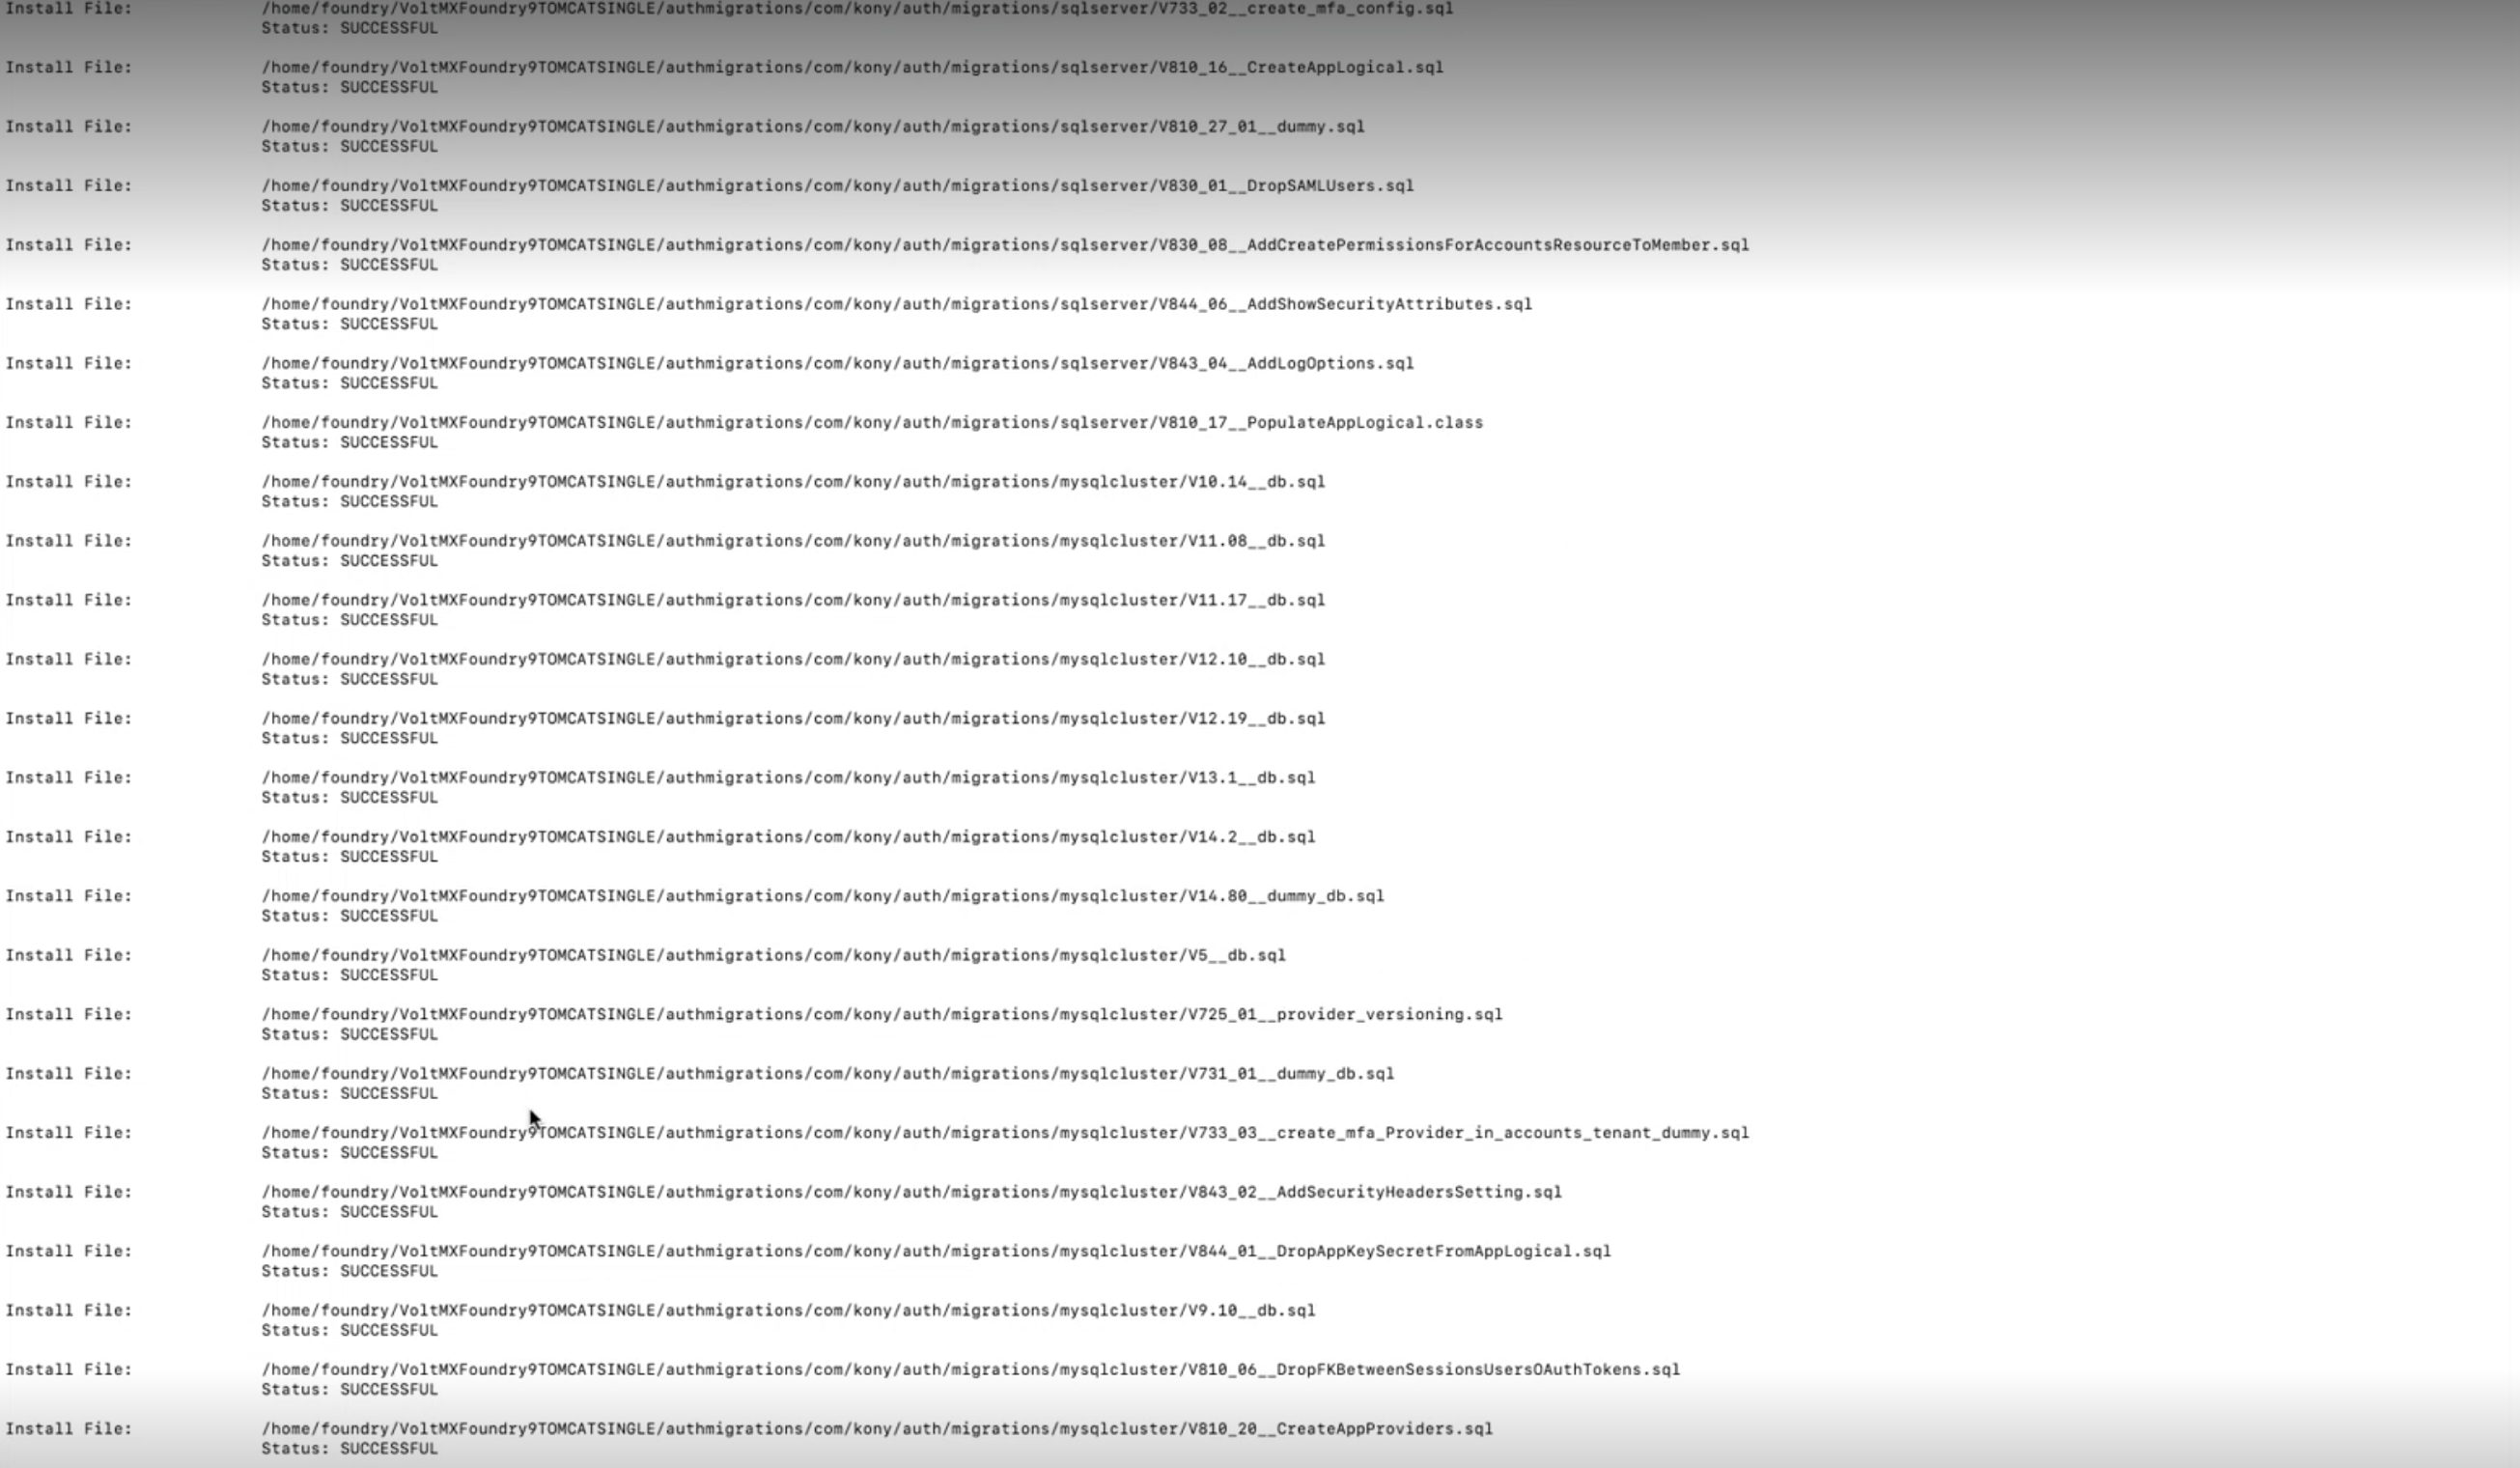 Install File: /home/foundry/VoltMXFoundry9TOMCATSINGLE/authmigrations/com/kony/auth/migrations/sqlserver/V733_02__create_mfa_config.sql
Status: SUCCESSFUL
Install File: /home/foundry/VoltMXFoundry9TOMCATSINGLE/authmigrations/com/kony/auth/migrations/sqlserver/V810_16__CreateAppLogical.sql
Status: SUCCESSFUL
Install File: /home/foundry/VoltMXFoundry9TOMCATSINGLE/authmigrations/com/kony/auth/migrations/sqlserver/V810_27_01__dummy.sql
Status: SUCCESSFUL
Install File: /home/foundry/VoltMXFoundry9TOMCATSINGLE/authmigrations/com/kony/auth/migrations/sqlserver/V830_01__DropSAMLUsers.sql
Status: SUCCESSFUL
Install File: /home/foundry/VoltMXFoundry9TOMCATSINGLE/authmigrations/com/kony/auth/migrations/sqlserver/V830_08__AddCreatePermissionsForAccountsResourceToMember.sql
Status: SUCCESSFUL
Install File: /home/foundry/VoltMXFoundry9TOMCATSINGLE/authmigrations/com/kony/auth/migrations/sqlserver/V844_06__AddShowSecurityAttributes.sql
Status: SUCCESSFUL
Install File: /home/foundry/VoltMXFoundry9TOMCATSINGLE/authmigrations/com/kony/auth/migrations/sqlserver/V843_04__AddLogOptions.sql
Status: SUCCESSFUL
Install File: /home/foundry/VoltMXFoundry9TOMCATSINGLE/authmigrations/com/kony/auth/migrations/sqlserver/V810_17__PopulateAppLogical.class
Status: SUCCESSFUL
Install File: /home/foundry/VoltMXFoundry9TOMCATSINGLE/authmigrations/com/kony/auth/migrations/mysqlcluster/V10.14__db.sql
Status: SUCCESSFUL
Install File: /home/foundry/VoltMXFoundry9TOMCATSINGLE/authmigrations/com/kony/auth/migrations/mysqlcluster/V11.08__db.sql
Status: SUCCESSFUL
Install File: /home/foundry/VoltMXFoundry9TOMCATSINGLE/authmigrations/com/kony/auth/migrations/mysqlcluster/V11.17__db.sql
Status: SUCCESSFUL
Install File: /home/foundry/VoltMXFoundry9TOMCATSINGLE/authmigrations/com/kony/auth/migrations/mysqlcluster/V12.10__db.sql
Status: SUCCESSFUL
Install File: /home/foundry/VoltMXFoundry9TOMCATSINGLE/authmigrations/com/kony/auth/migrations/mysqlcluster/V12.19__db.sql
Status: SUCCESSFUL
Install File: /home/foundry/VoltMXFoundry9TOMCATSINGLE/authmigrations/com/kony/auth/migrations/mysqlcluster/V13.1__db.sql
Status: SUCCESSFUL
Install File: /home/foundry/VoltMXFoundry9TOMCATSINGLE/authmigrations/com/kony/auth/migrations/mysqlcluster/V14.2__db.sql
Status: SUCCESSFUL
Install File: /home/foundry/VoltMXFoundry9TOMCATSINGLE/authmigrations/com/kony/auth/migrations/mysqlcluster/V14.80__dummy_db.sql
Status: SUCCESSFUL
Install File: /home/foundry/VoltMXFoundry9TOMCATSINGLE/authmigrations/com/kony/auth/migrations/mysqlcluster/V5__db.sql
Status: SUCCESSFUL
Install File: /home/foundry/VoltMXFoundry9TOMCATSINGLE/authmigrations/com/kony/auth/migrations/mysqlcluster/V725_01__provider_versioning.sql
Status: SUCCESSFUL
Install File: /home/foundry/VoltMXFoundry9TOMCATSINGLE/authmigrations/com/kony/auth/migrations/mysqlcluster/V731_01__dummy_db.sql
Status: SUCCESSFUL
Install File: /home/foundry/VoltMXFoundry9TOMCATSINGLE/authmigrations/com/kony/auth/migrations/mysqlcluster/V733_03__create_mfa_Provider_in_accounts_tenant_dummy.sql
Status: SUCCESSFUL
Install File: /home/foundry/VoltMXFoundry9TOMCATSINGLE/authmigrations/com/kony/auth/migrations/mysqlcluster/V843_02__AddSecurityHeadersSetting.sql
Status: SUCCESSFUL
Install File: /home/foundry/VoltMXFoundry9TOMCATSINGLE/authmigrations/com/kony/auth/migrations/mysqlcluster/V844_01__DropAppKeySecretFromAppLogical.sql
Status: SUCCESSFUL
Install File: /home/foundry/VoltMXFoundry9TOMCATSINGLE/authmigrations/com/kony/auth/migrations/mysqlcluster/V9.10__db.sql
Status: SUCCESSFUL
Install File: /home/foundry/VoltMXFoundry9TOMCATSINGLE/authmigrations/com/kony/auth/migrations/mysqlcluster/V810_06__DropFKBetweenSessionsUsersOAuthTokens.sql
Status: SUCCESSFUL
Install File: /home/foundry/VoltMXFoundry9TOMCATSINGLE/authmigrations/com/kony/auth/migrations/mysqlcluster/V810_20__CreateAppProviders.sql
Status: SUCCESSFUL